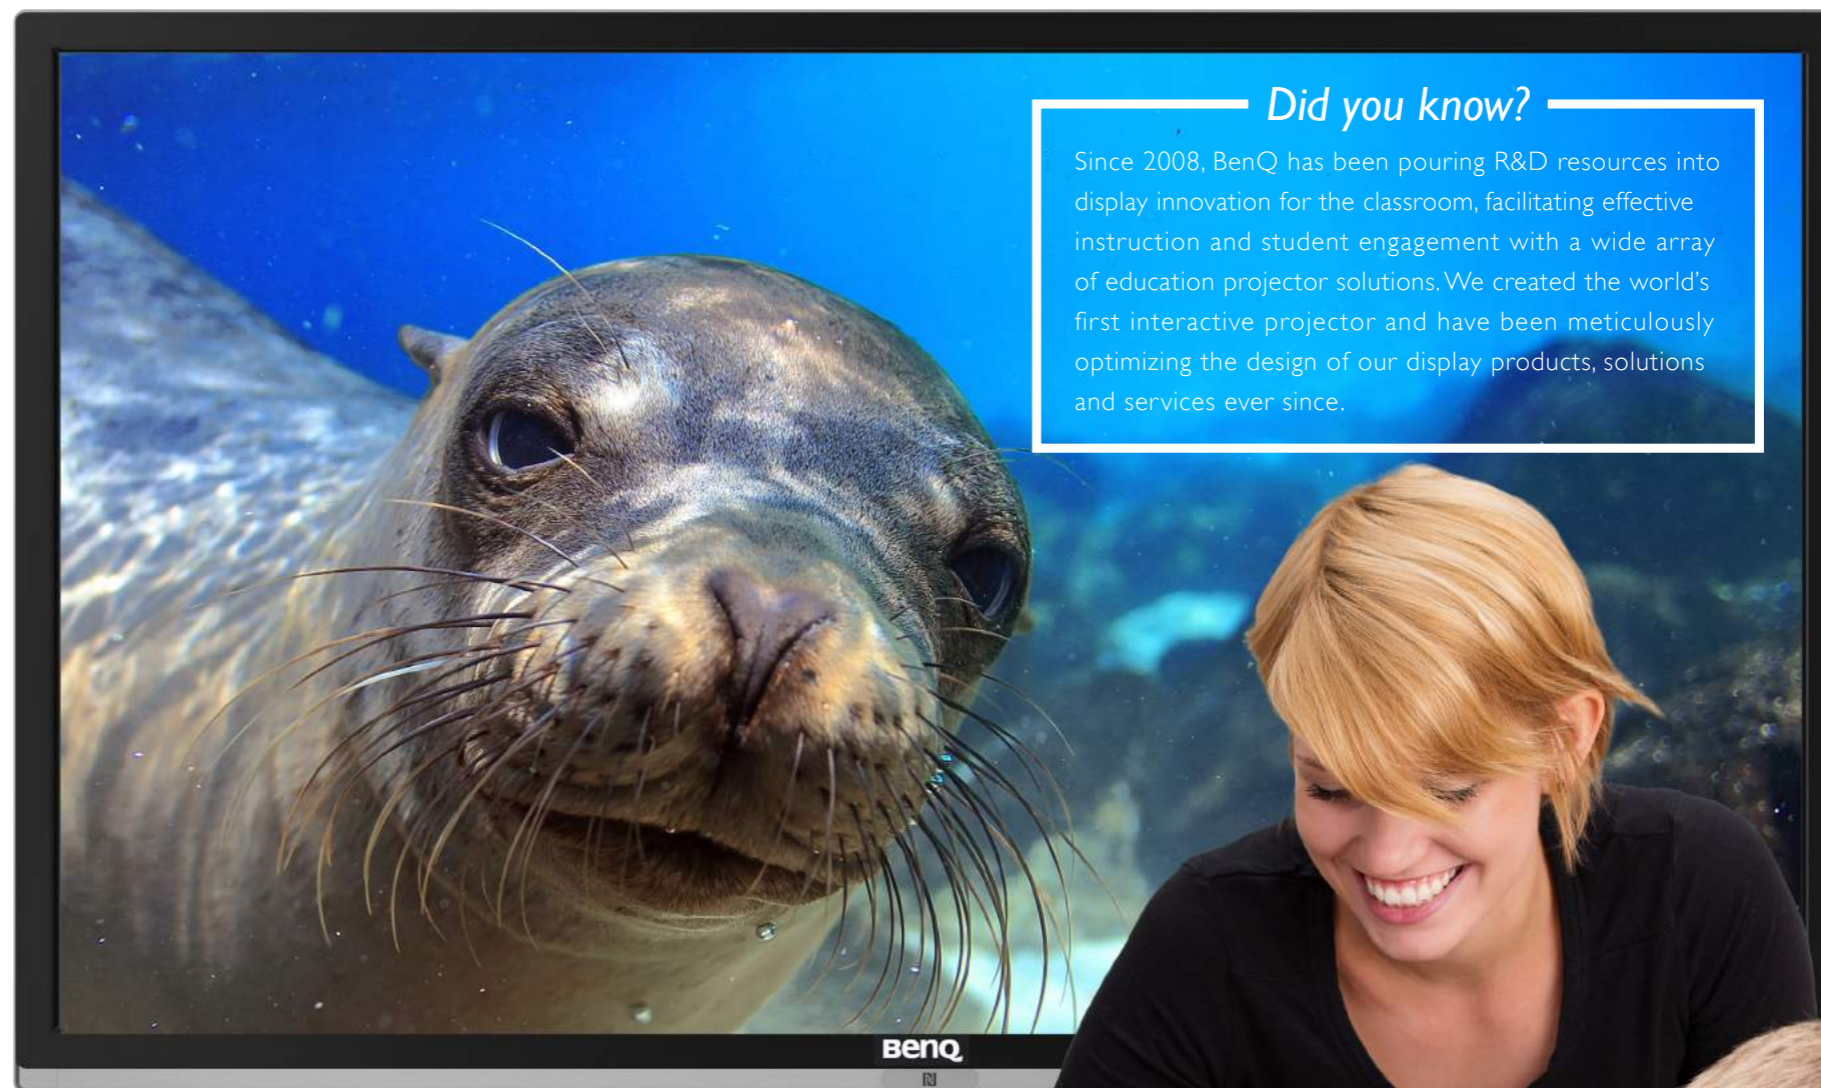 Did you know?
Since 2008, BenQ has been pouring R&D resources into
display innovation for the classroom, facilitating effective
instruction and student engagement with a wide array
of education projector solutions. We created the world's
first interactive projector and have been meticulously
optimizing the design of our display products, solutions
and services ever since.
BenQ